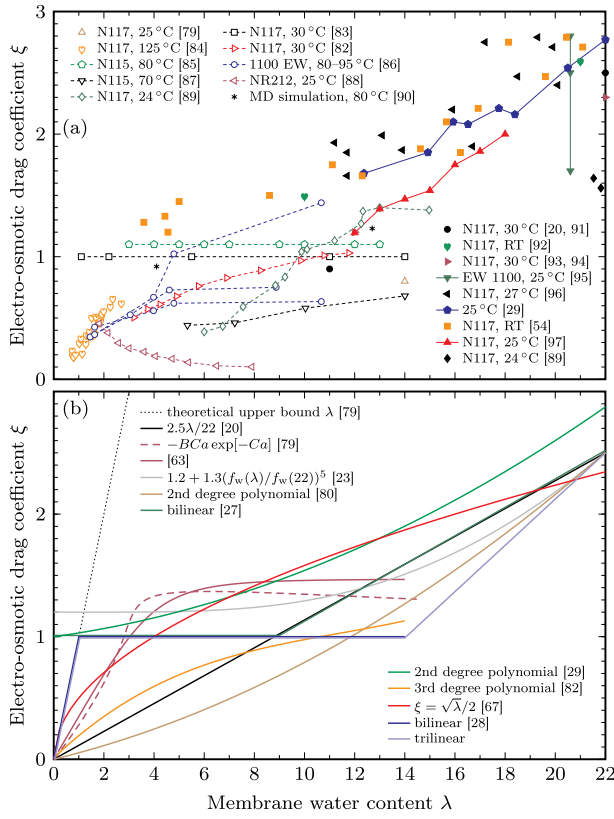 Electro-osmotic drag coefficient ξ
3
2
1
0
N117, 25 °C [79]
N117, 125 °C [84]
N115, 80 °C [85]
N115, 70 °C [87]
N117, 24 °C [89]
N117, 30 °C [83]
N117, 30 °C [82]
1100 EW, 80–95 °C [86]
NR212, 25 °C [88]
MD simulation, 80 °C [90]
(a)
N117, 30 °C [20, 91]
N117, RT [92]
N117, 30 °C [93, 94]
EW 1100, 25 °C [95]
N117, 27 °C [96]
25 °C [29]
N117, RT [54]
N117, 25 °C [97]
N117, 24 °C [89]
Electro-osmotic drag coefficient ξ
2
1
0
(b)
theoretical upper bound λ [79]
2.5λ/22 [20]
−BCa exp[−Ca] [79]
[63]
1.2 + 1.3(f_w(λ)/f_w(22))⁵ [23]
2nd degree polynomial [80]
bilinear [27]
2nd degree polynomial [29]
3rd degree polynomial [82]
ξ = √λ/2 [67]
bilinear [28]
trilinear
0 2 4 6 8 10 12 14 16 18 20 22
Membrane water content λ